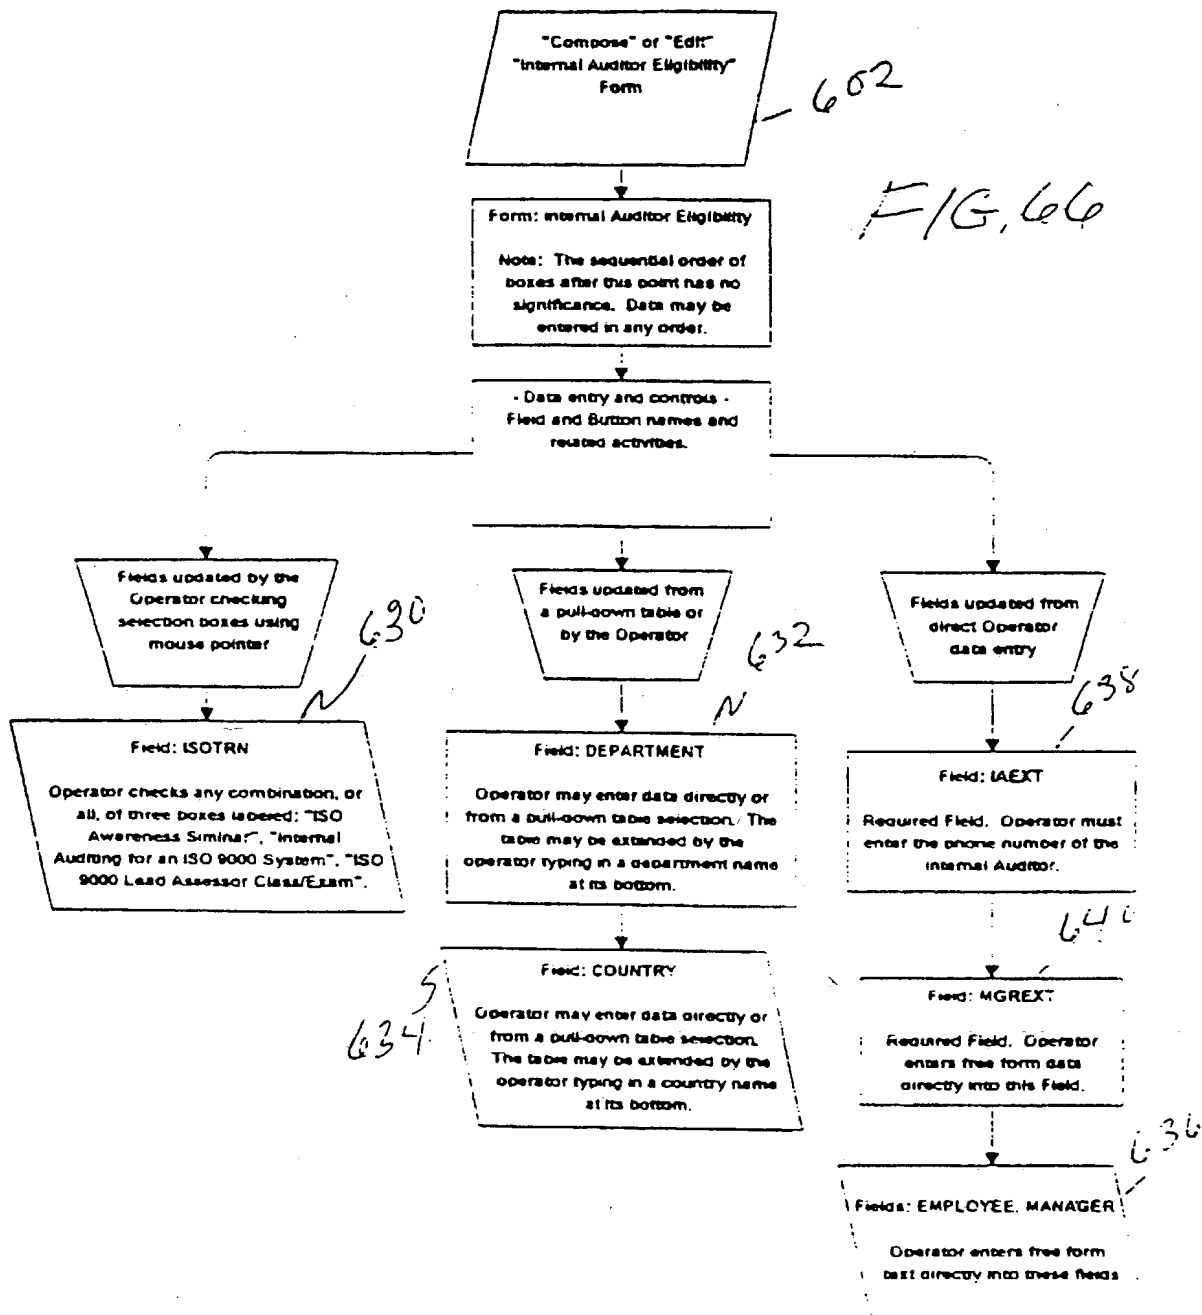 "Compose" or "Edit"
"Internal Auditor Eligibility"
Form
602
FIG. 66
Form: Internal Auditor Eligibility
Note: The sequential order of
boxes after this point has no
significance. Data may be
entered in any order.
- Data entry and controls -
Field and Button names and
related activities.
Fields updated by the
Operator checking
selection boxes using
mouse pointer
630
Field: ISOTRN
Operator checks any combination, or
all, of three boxes labered: "ISO
Awareness Siminar", "Internal
Auditing for an ISO 9000 System", "ISO
9000 Lead Assessor Class/Exam".
Fields updated from
a pull-down table or
by the Operator
632
Field: DEPARTMENT
Operator may enter data directly or
from a pull-down table selection. The
table may be extended by the
operator typing in a department name
at its bottom.
634
Field: COUNTRY
Operator may enter data directly or
from a pull-down table selection.
The table may be extended by the
operator typing in a country name
at its bottom.
Fields updated from
direct Operator
data entry
638
Field: IAEXT
Required Field. Operator must
enter the phone number of the
Internal Auditor.
Field: MGREXT
Required Field. Operator
enters free form data
directly into this Field.
636
Fields: EMPLOYEE, MANAGER
Operator enters free form
text directly into these fields